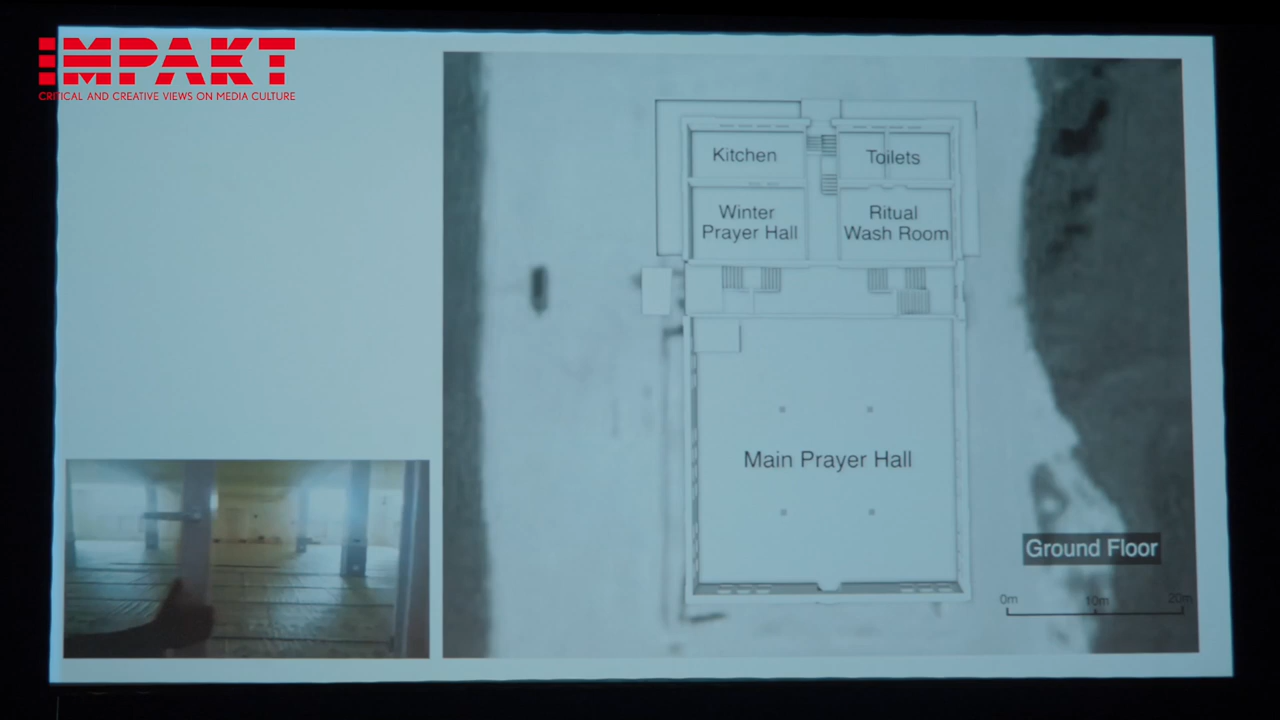 IMPAKT
CRITICAL AND CREATIVE VIEWS ON MEDIA CULTURE
Kitchen
Toilets
Winter
Prayer Hall
Ritual
Wash Room
Main Prayer Hall
Ground Floor
0m
10m
20m